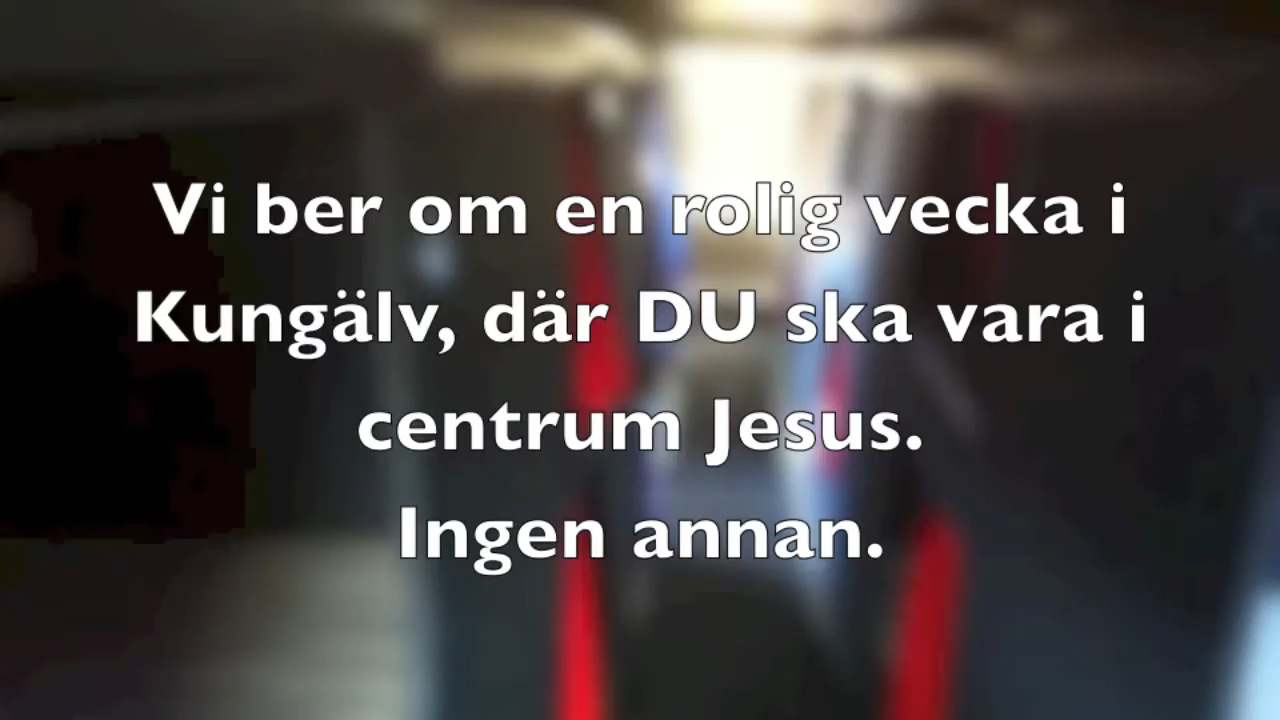 Vi ber om en rolig vecka i
Kungälv, där DU ska vara i
centrum Jesus.
Ingen annan.